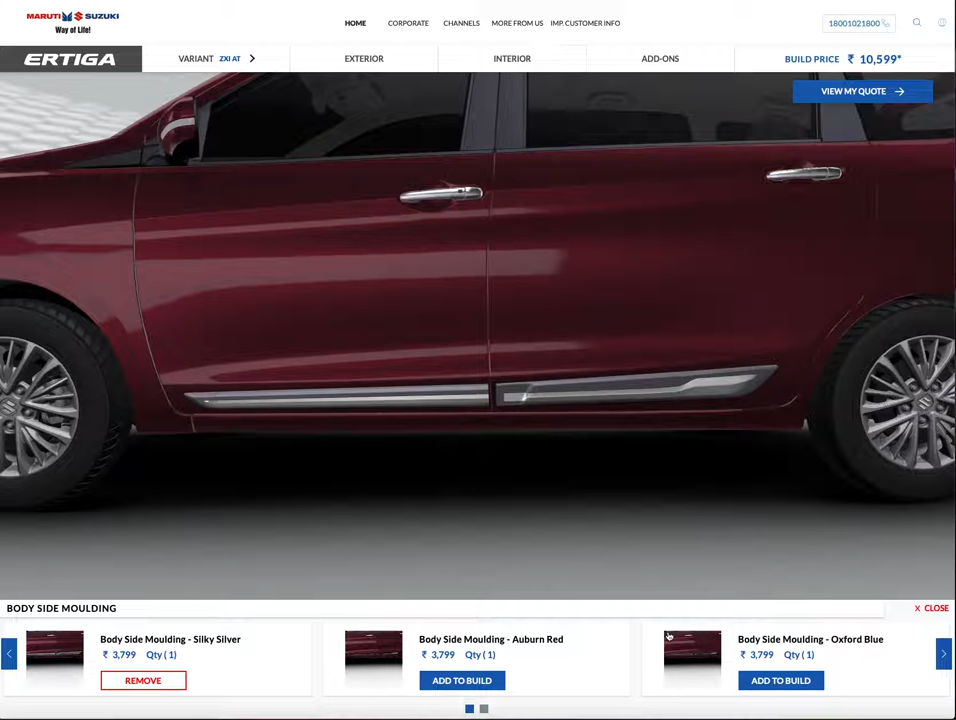 MARUTI SUZUKI
Way of Life!
HOME
CORPORATE
CHANNELS
MORE FROM US
IMP. CUSTOMER INFO
18001021800
ERTIGA
VARIANT ZXI AT
EXTERIOR
INTERIOR
ADD-ONS
BUILD PRICE ₹ 10,599*
VIEW MY QUOTE
BODY SIDE MOULDING
X CLOSE
Body Side Moulding - Silky Silver
₹ 3,799 Qty ( 1 )
REMOVE
Body Side Moulding - Auburn Red
₹ 3,799 Qty ( 1 )
ADD TO BUILD
Body Side Moulding - Oxford Blue
₹ 3,799 Qty ( 1 )
ADD TO BUILD